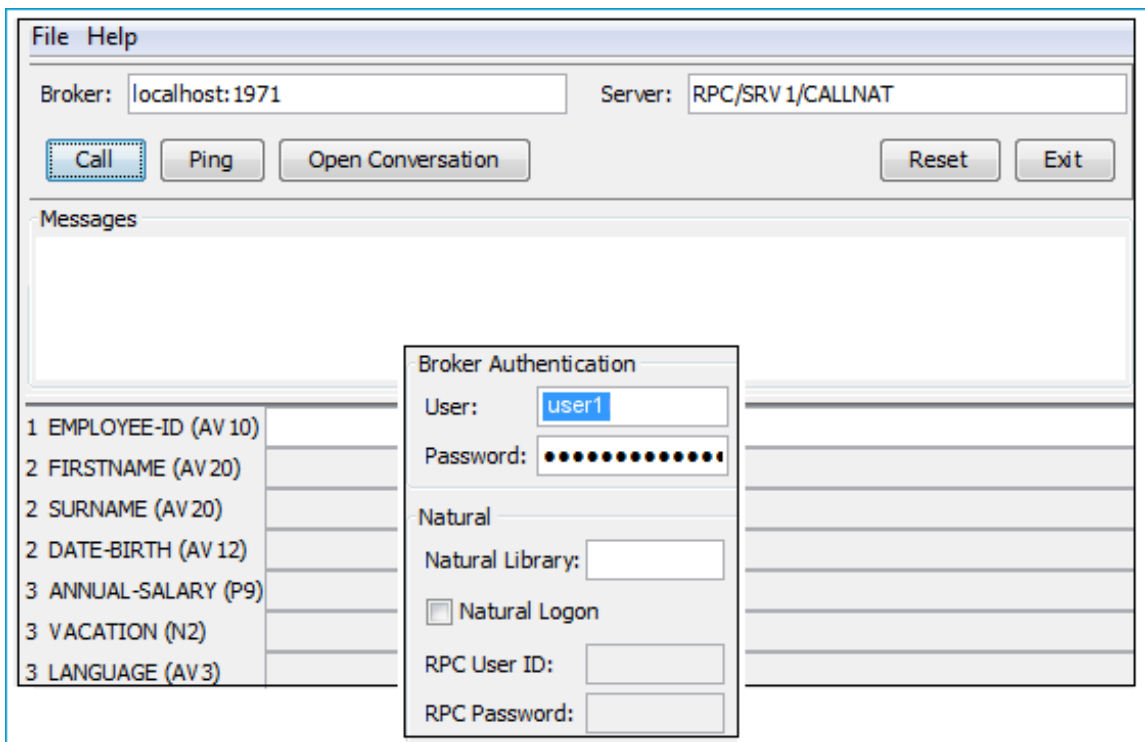 File Help
Broker: localhost:1971 Server: RPC/SRV1/CALLNAT
Call Ping Open Conversation Reset Exit
Messages
Broker Authentication
User: user1
Password: ●●●●●●●●●●●●●
Natural
Natural Library:
Natural Logon
RPC User ID:
RPC Password:
1 EMPLOYEE-ID (AV10)
2 FIRSTNAME (AV20)
2 SURNAME (AV20)
2 DATE-BIRTH (AV12)
3 ANNUAL-SALARY (P9)
3 VACATION (N2)
3 LANGUAGE (AV3)